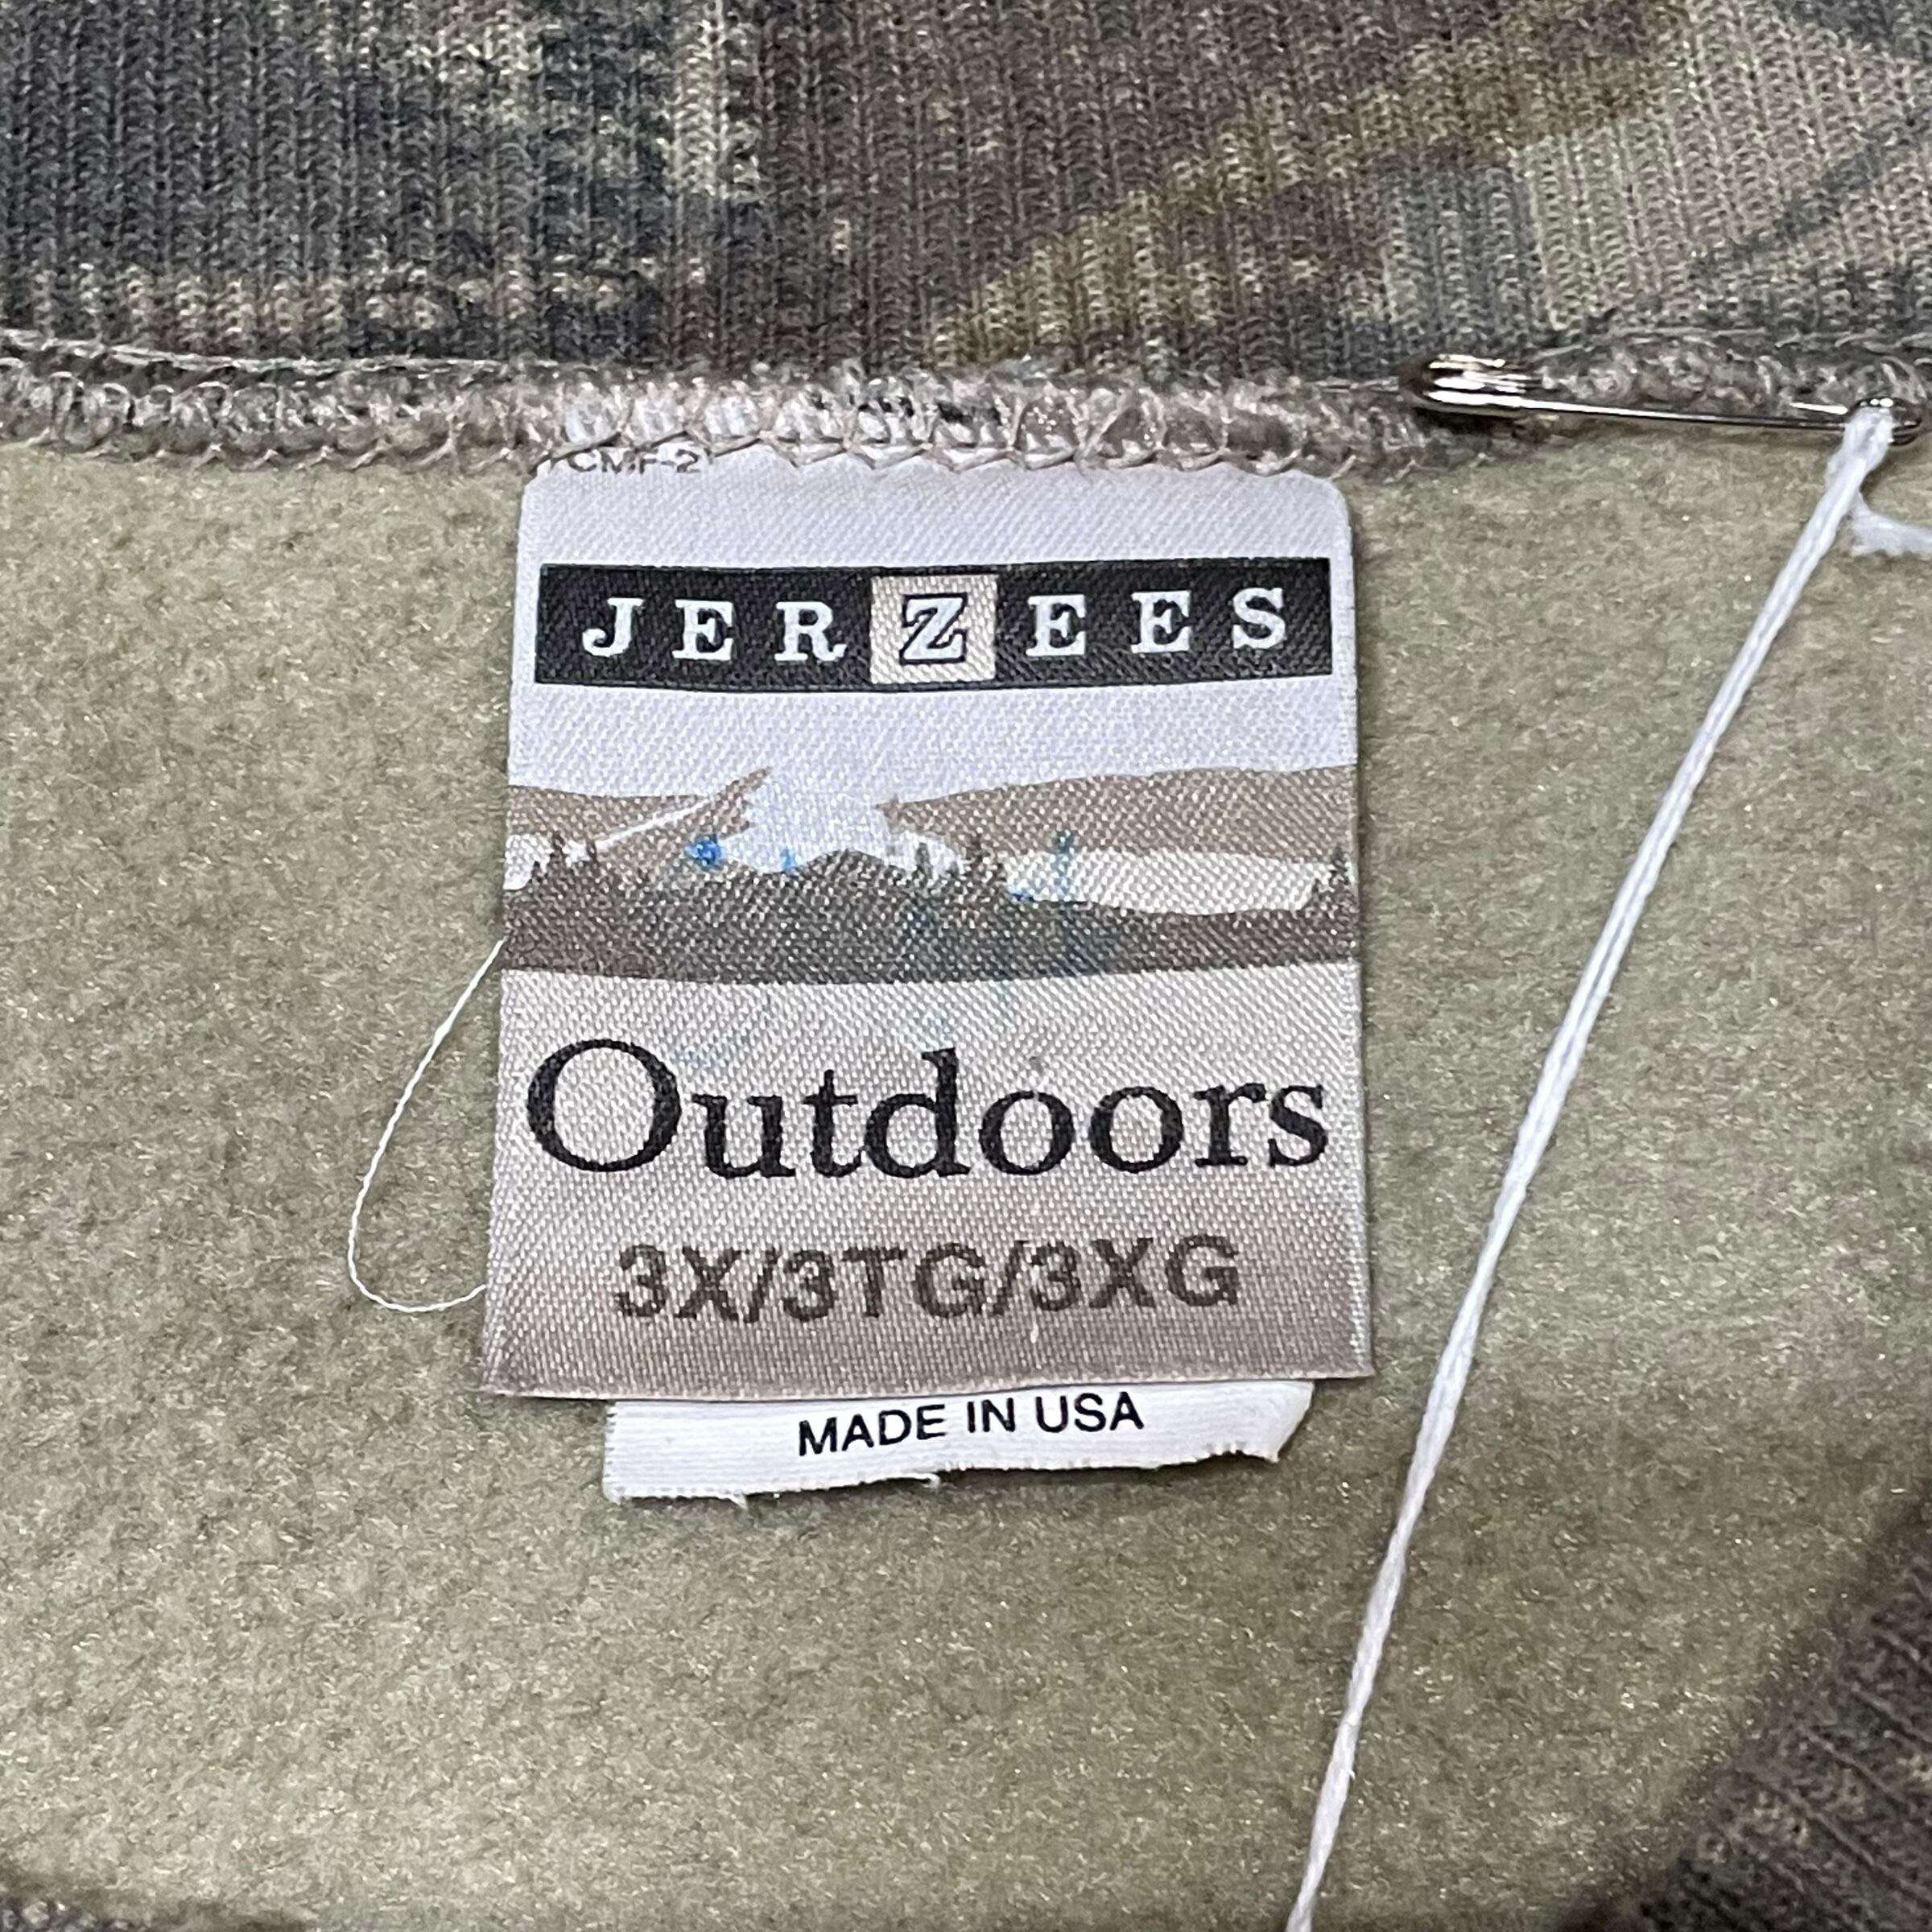 CMF-2
JERZEES
Outdoors
3X/3TG/3XG
MADE IN USA